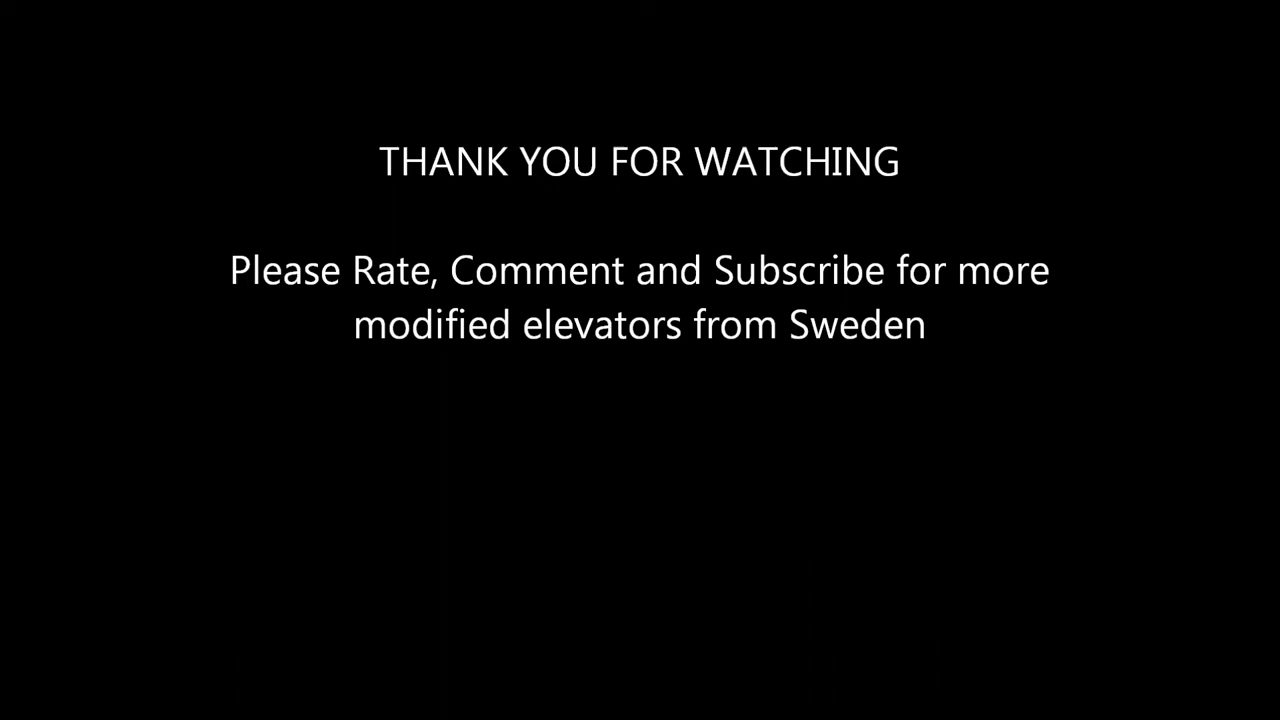 THANK YOU FOR WATCHING
Please Rate, Comment and Subscribe for more
modified elevators from Sweden